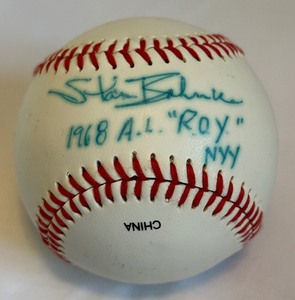 Stan Bahnsen
1968 A.L. "R.O.Y."
NYY
CHINA